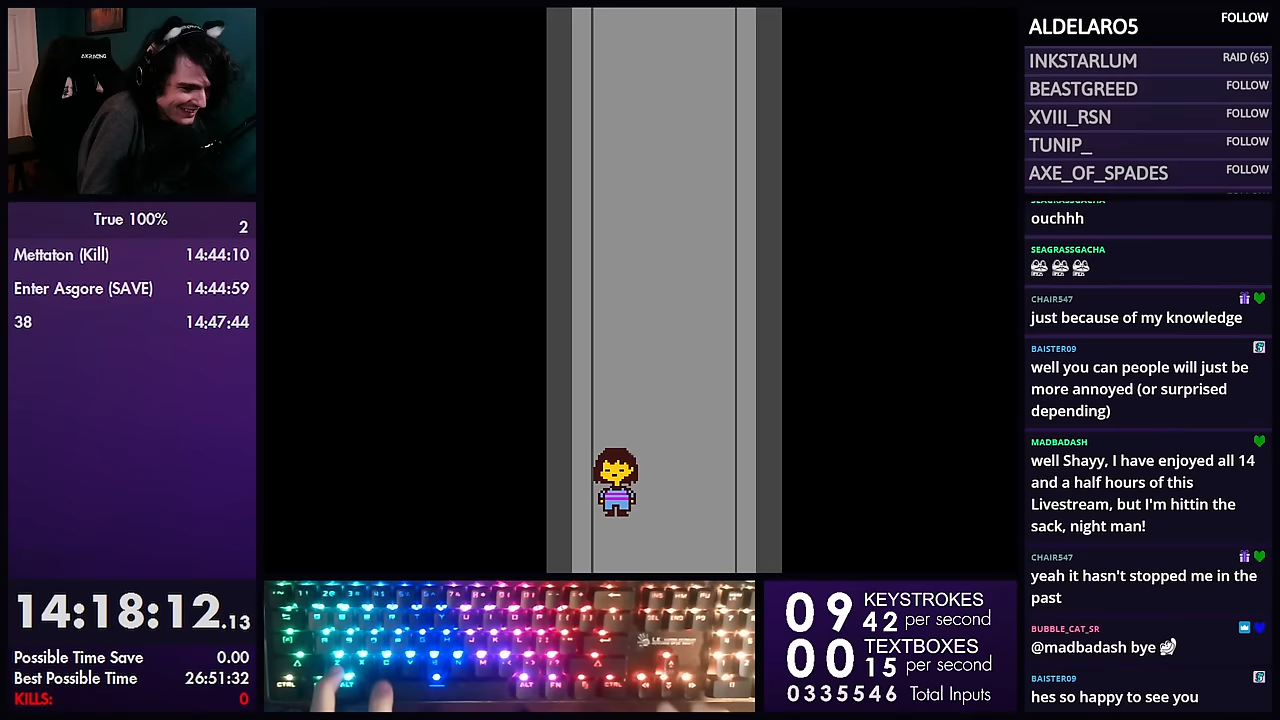 AKRACING
True 100%
2
Mettaton (Kill) 14:44:10
Enter Asgore (SAVE) 14:44:59
38 14:47:44
14:18:12.13
Possible Time Save 0.00
Best Possible Time 26:51:32
KILLS: 0
09 KEYSTROKES
42 per second
00 TEXTBOXES
15 per second
0335546 Total Inputs
ALDELARO5 FOLLOW
INKSTARLUM RAID (65)
BEASTGREED FOLLOW
XVIII_RSN FOLLOW
TUNIP_ FOLLOW
AXE_OF_SPADES FOLLOW
SEAGRASSGACHA
ouchhh
SEAGRASSGACHA
CHAIR547
just because of my knowledge
BAISTER09
well you can people will just be
more annoyed (or surprised
depending)
MADBADASH
well Shayy, I have enjoyed all 14
and a half hours of this
Livestream, but I'm hittin the
sack, night man!
CHAIR547
yeah it hasn't stopped me in the
past
BUBBLE_CAT_SR
@madbadash bye
BAISTER09
hes so happy to see you